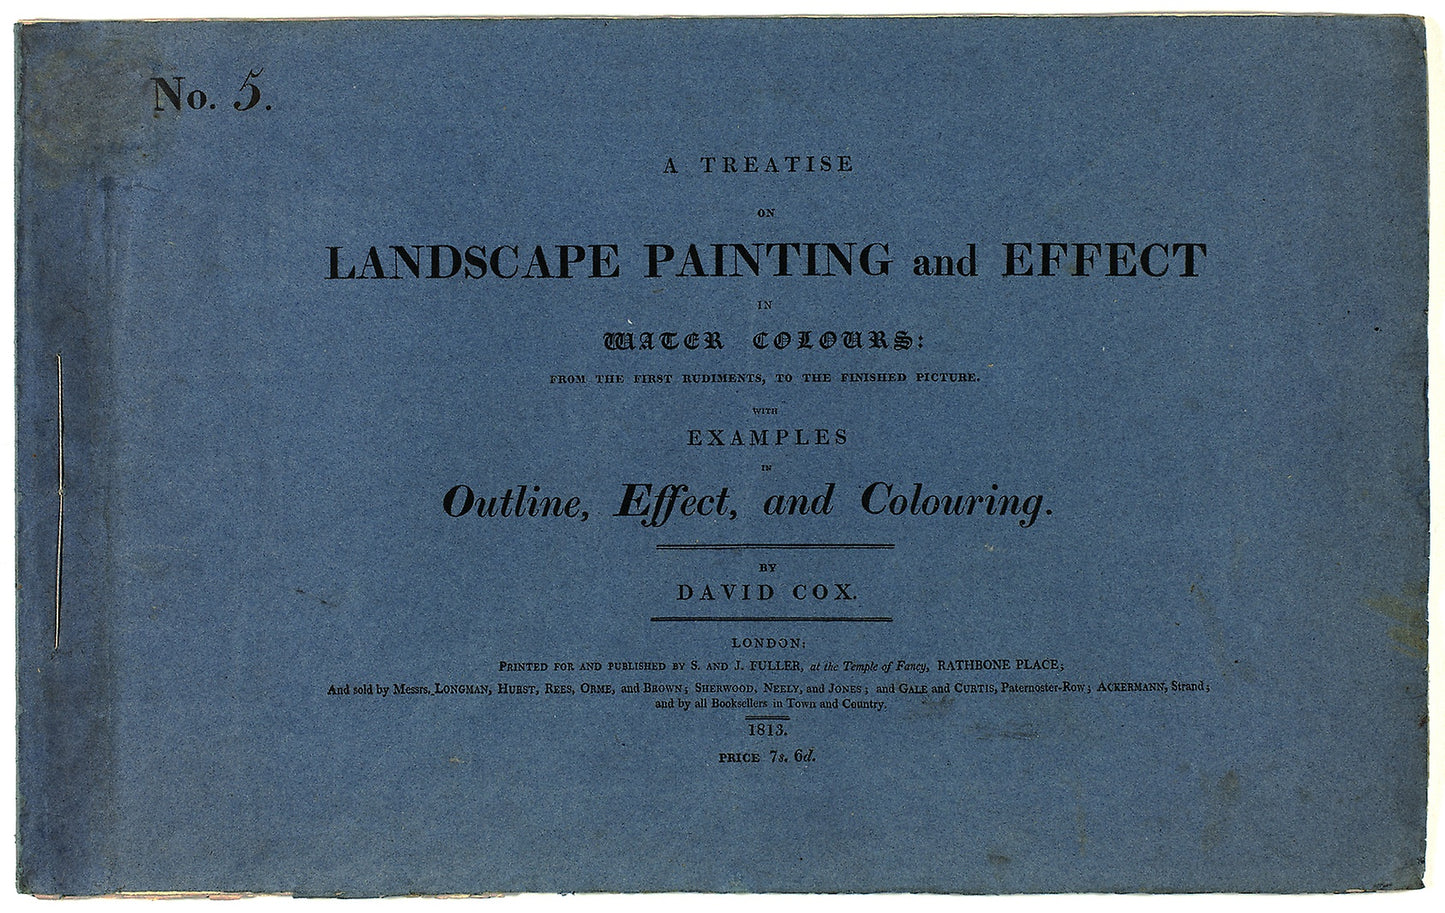 No. 5.
A TREATISE
ON
LANDSCAPE PAINTING and EFFECT
IN
WATER COLOURS:
FROM THE FIRST RUDIMENTS, TO THE FINISHED PICTURE.
WITH
EXAMPLES
IN
Outline, Effect, and Colouring.
BY
DAVID COX.
LONDON:
PRINTED FOR AND PUBLISHED BY S. AND J. FULLER, at the Temple of Fancy, RATHBONE PLACE;
And sold by Messrs. LONGMAN, HURST, REES, ORME, and BROWN; SHERWOOD, NEELY, and JONES; and GALE and CURTIS, Paternoster-Row; ACKERMANN, Strand;
and by all Booksellers in Town and Country.
1813.
PRICE 7s. 6d.